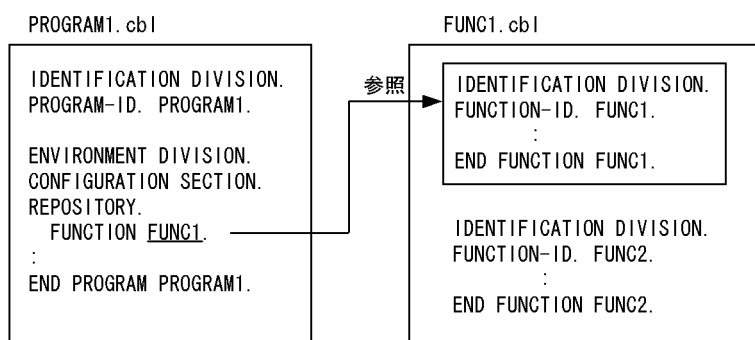 PROGRAM1.cbl
IDENTIFICATION DIVISION.
PROGRAM-ID. PROGRAM1.
ENVIRONMENT DIVISION.
CONFIGURATION SECTION.
REPOSITORY.
FUNCTION FUNC1.
:
END PROGRAM PROGRAM1.
参照
FUNC1.cbl
IDENTIFICATION DIVISION.
FUNCTION-ID. FUNC1.
:
END FUNCTION FUNC1.
IDENTIFICATION DIVISION.
FUNCTION-ID. FUNC2.
:
END FUNCTION FUNC2.